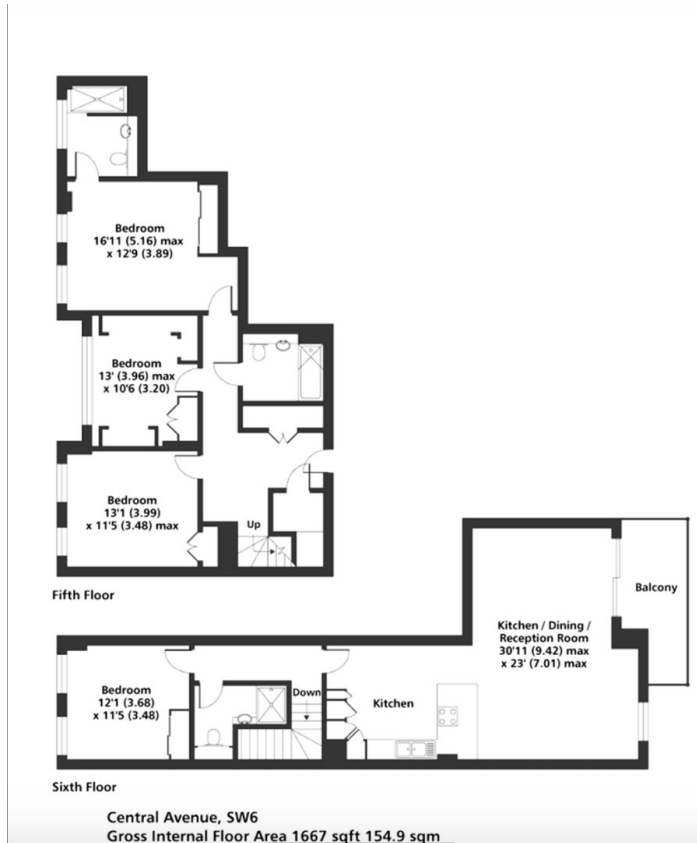 Bedroom
16'11 (5.16) max
x 12'9 (3.89)
Bedroom
13' (3.96) max
x 10'6 (3.20)
Bedroom
13'1 (3.99)
x 11'5 (3.48) max
Up
Fifth Floor
Balcony
Kitchen / Dining /
Reception Room
30'11 (9.42) max
x 23' (7.01) max
Bedroom
12'1 (3.68)
x 11'5 (3.48)
Down
Kitchen
Sixth Floor
Central Avenue, SW6
Gross Internal Floor Area 1667 sqft 154.9 sqm